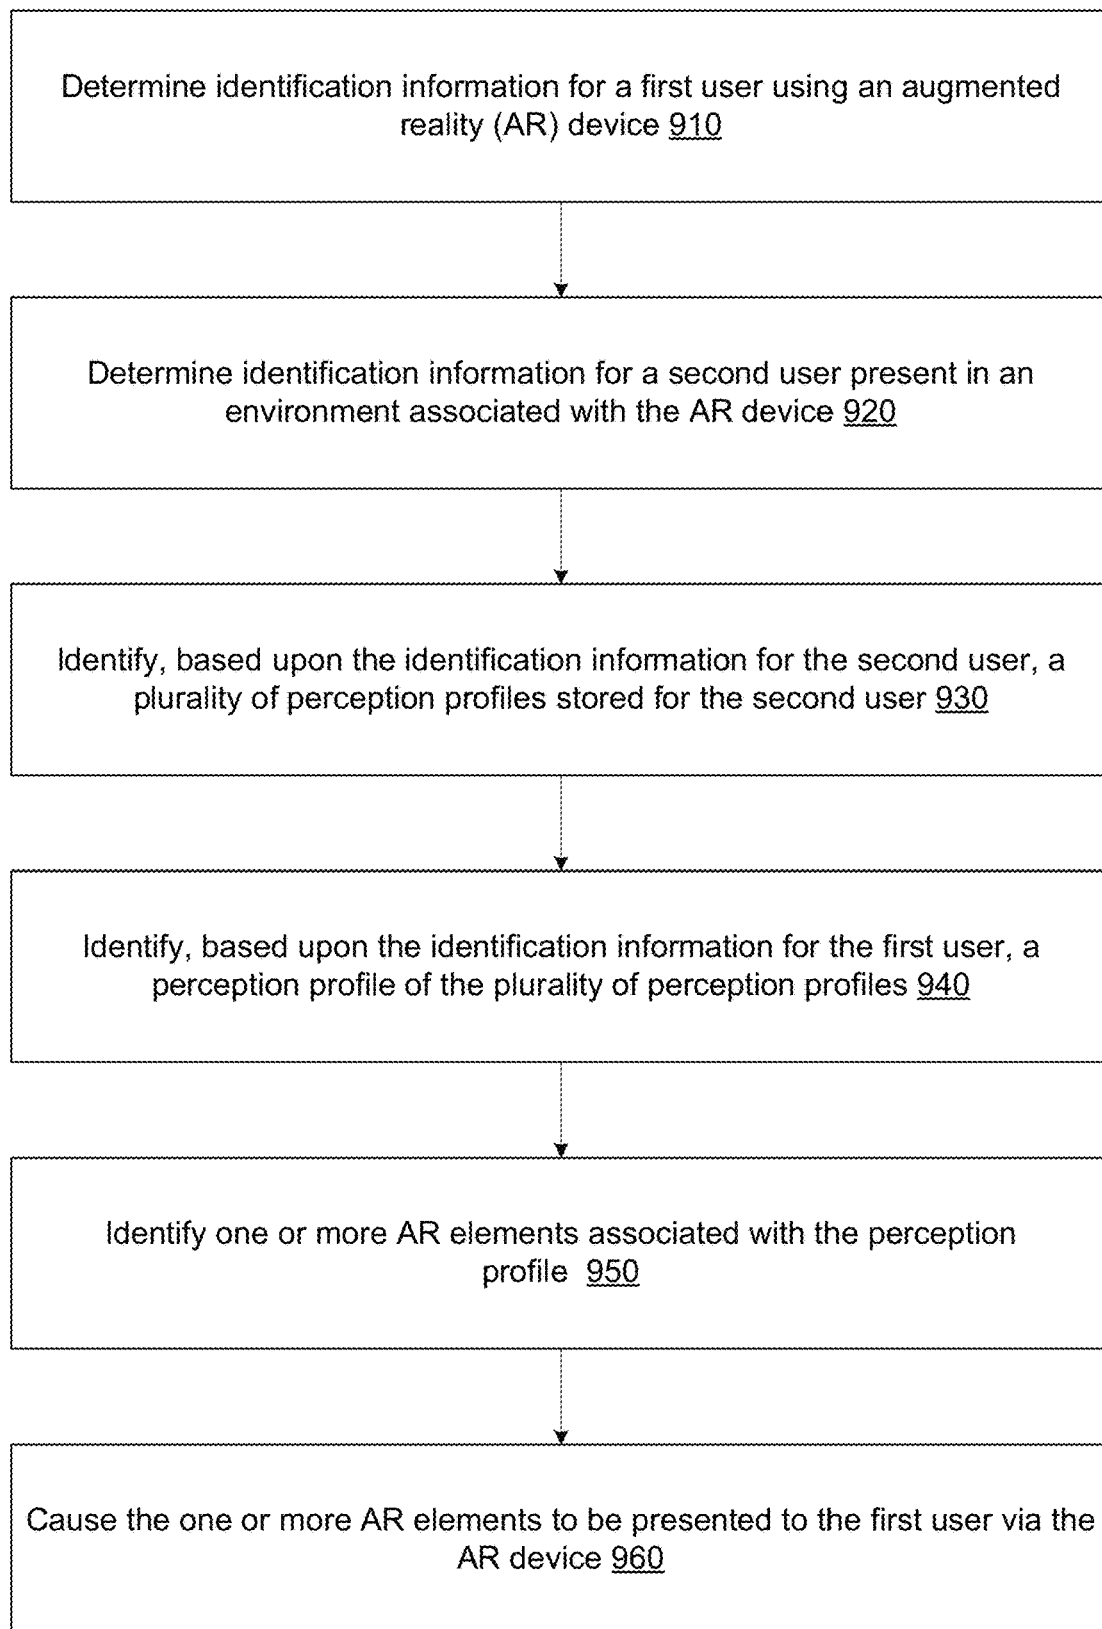 Determine identification information for a first user using an augmented
reality (AR) device 910
Determine identification information for a second user present in an
environment associated with the AR device 920
Identify, based upon the identification information for the second user, a
plurality of perception profiles stored for the second user 930
Identify, based upon the identification information for the first user, a
perception profile of the plurality of perception profiles 940
Identify one or more AR elements associated with the perception
profile 950
Cause the one or more AR elements to be presented to the first user via the
AR device 960